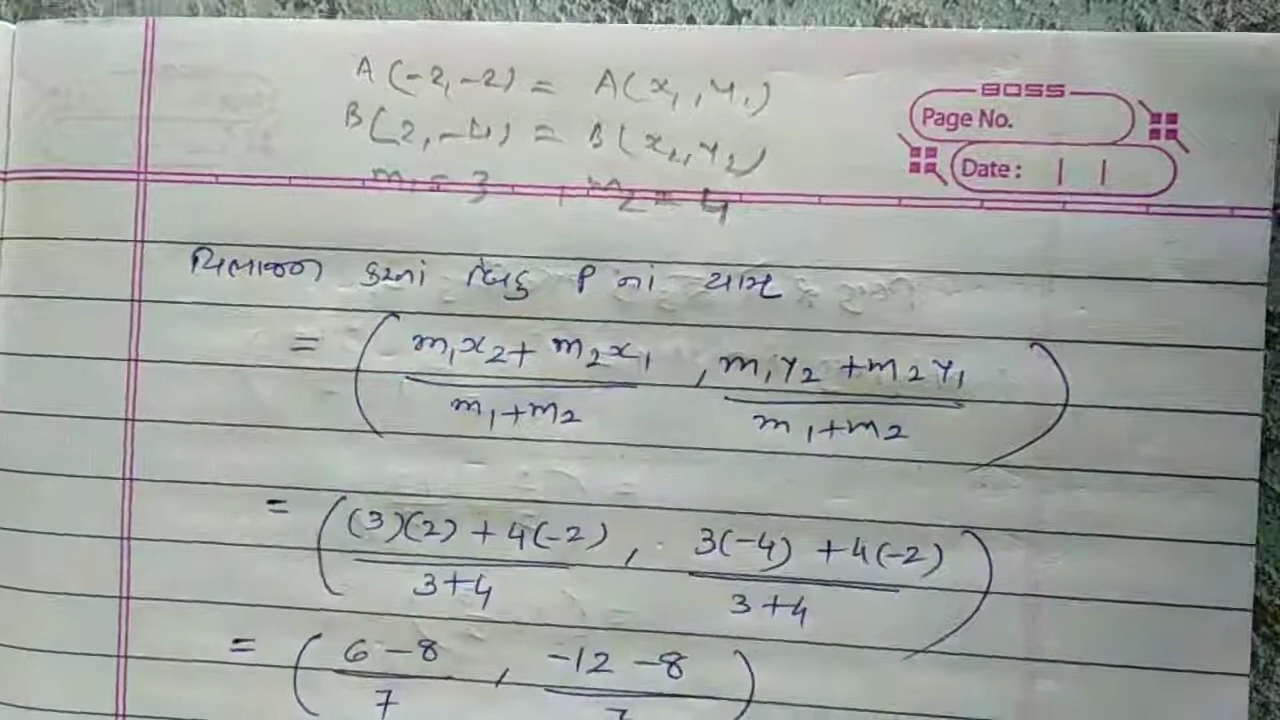 A(-2,-2) = A(x₁,y₁)
BOSS
Page No.
B(2,-4) = B(x₂,y₂)
Date: | |
m₁ = 3, m₂ = 4
વિભાજન કરતાં બિંદુ P નાં યામ
= ( (m₁x₂ + m₂x₁)/(m₁+m₂) , (m₁y₂ + m₂y₁)/(m₁+m₂) )
= ( ((3)(2) + 4(-2))/(3+4) , (3(-4) + 4(-2))/(3+4) )
= ( (6 - 8)/7 , (-12 - 8)/7 )